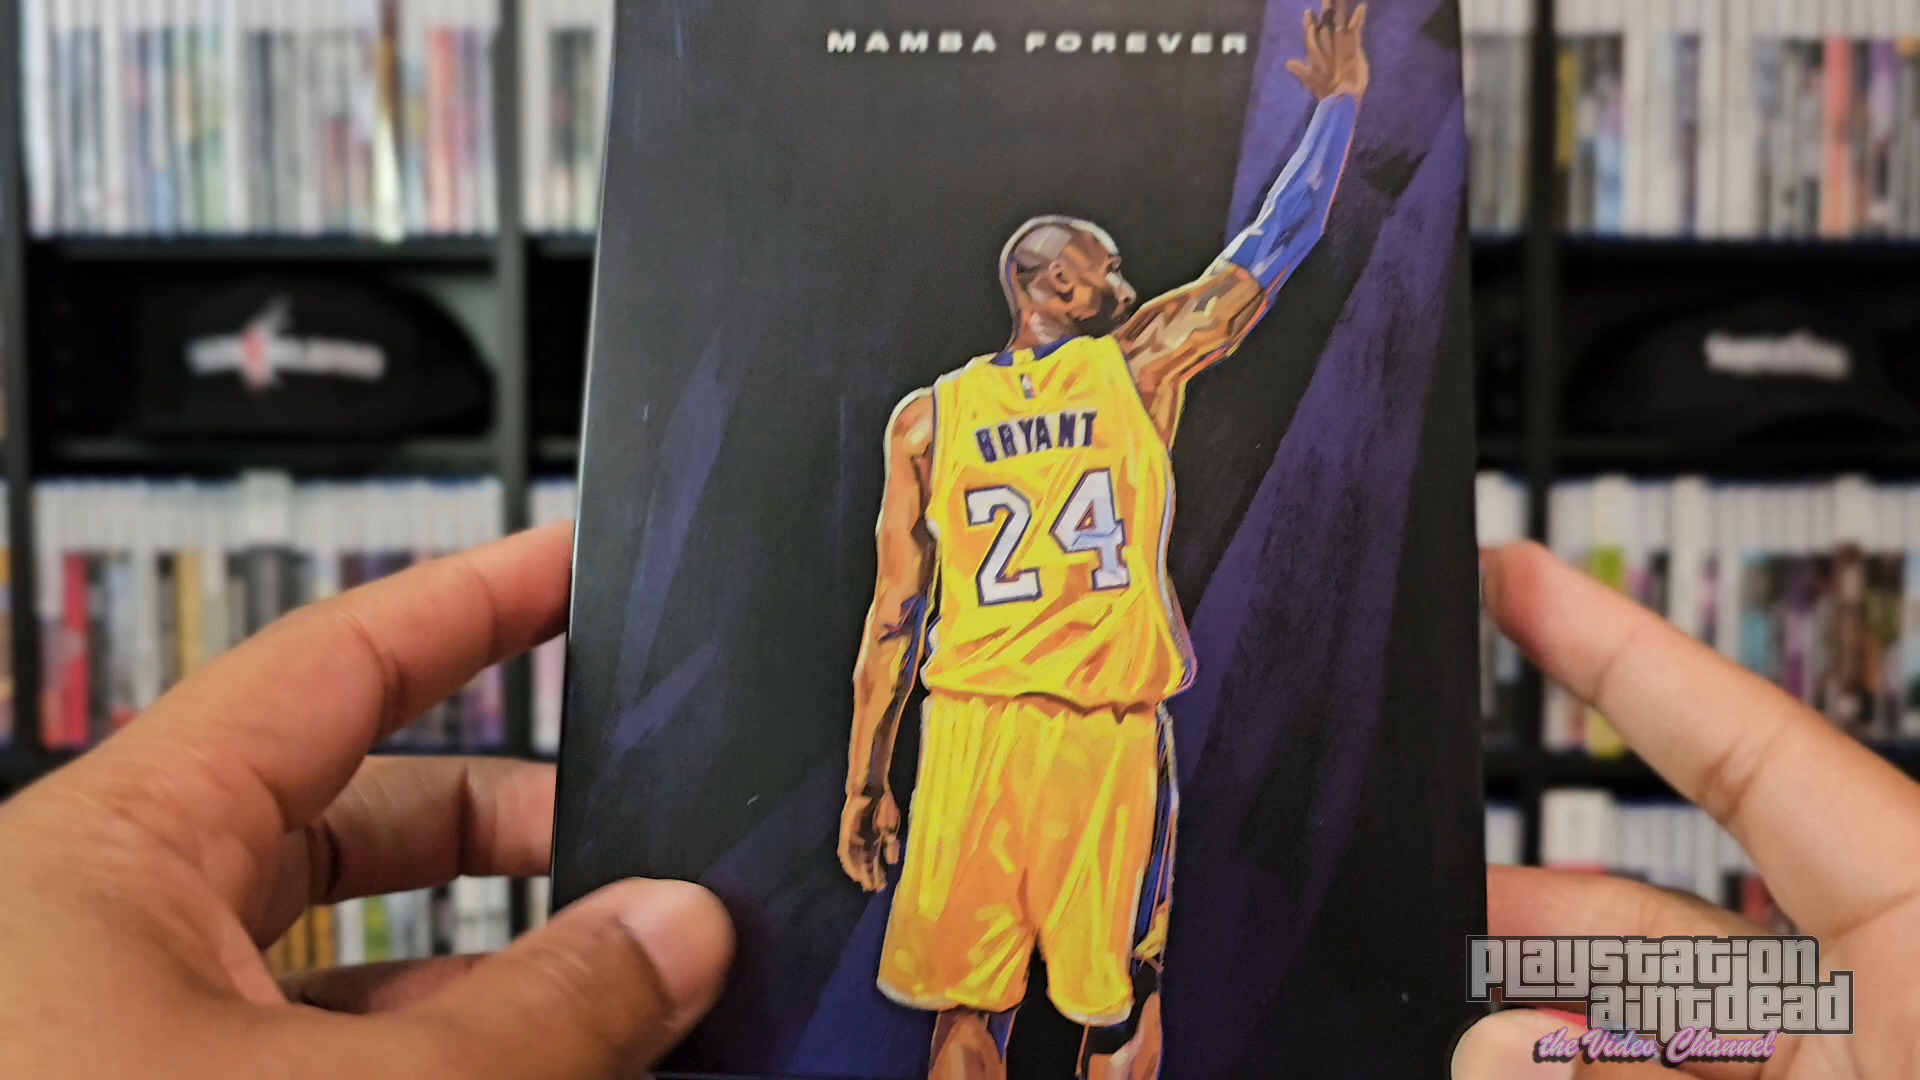 MAMBA FOREVER
BRYANT
24
playstation
aintdead
the Video Channel